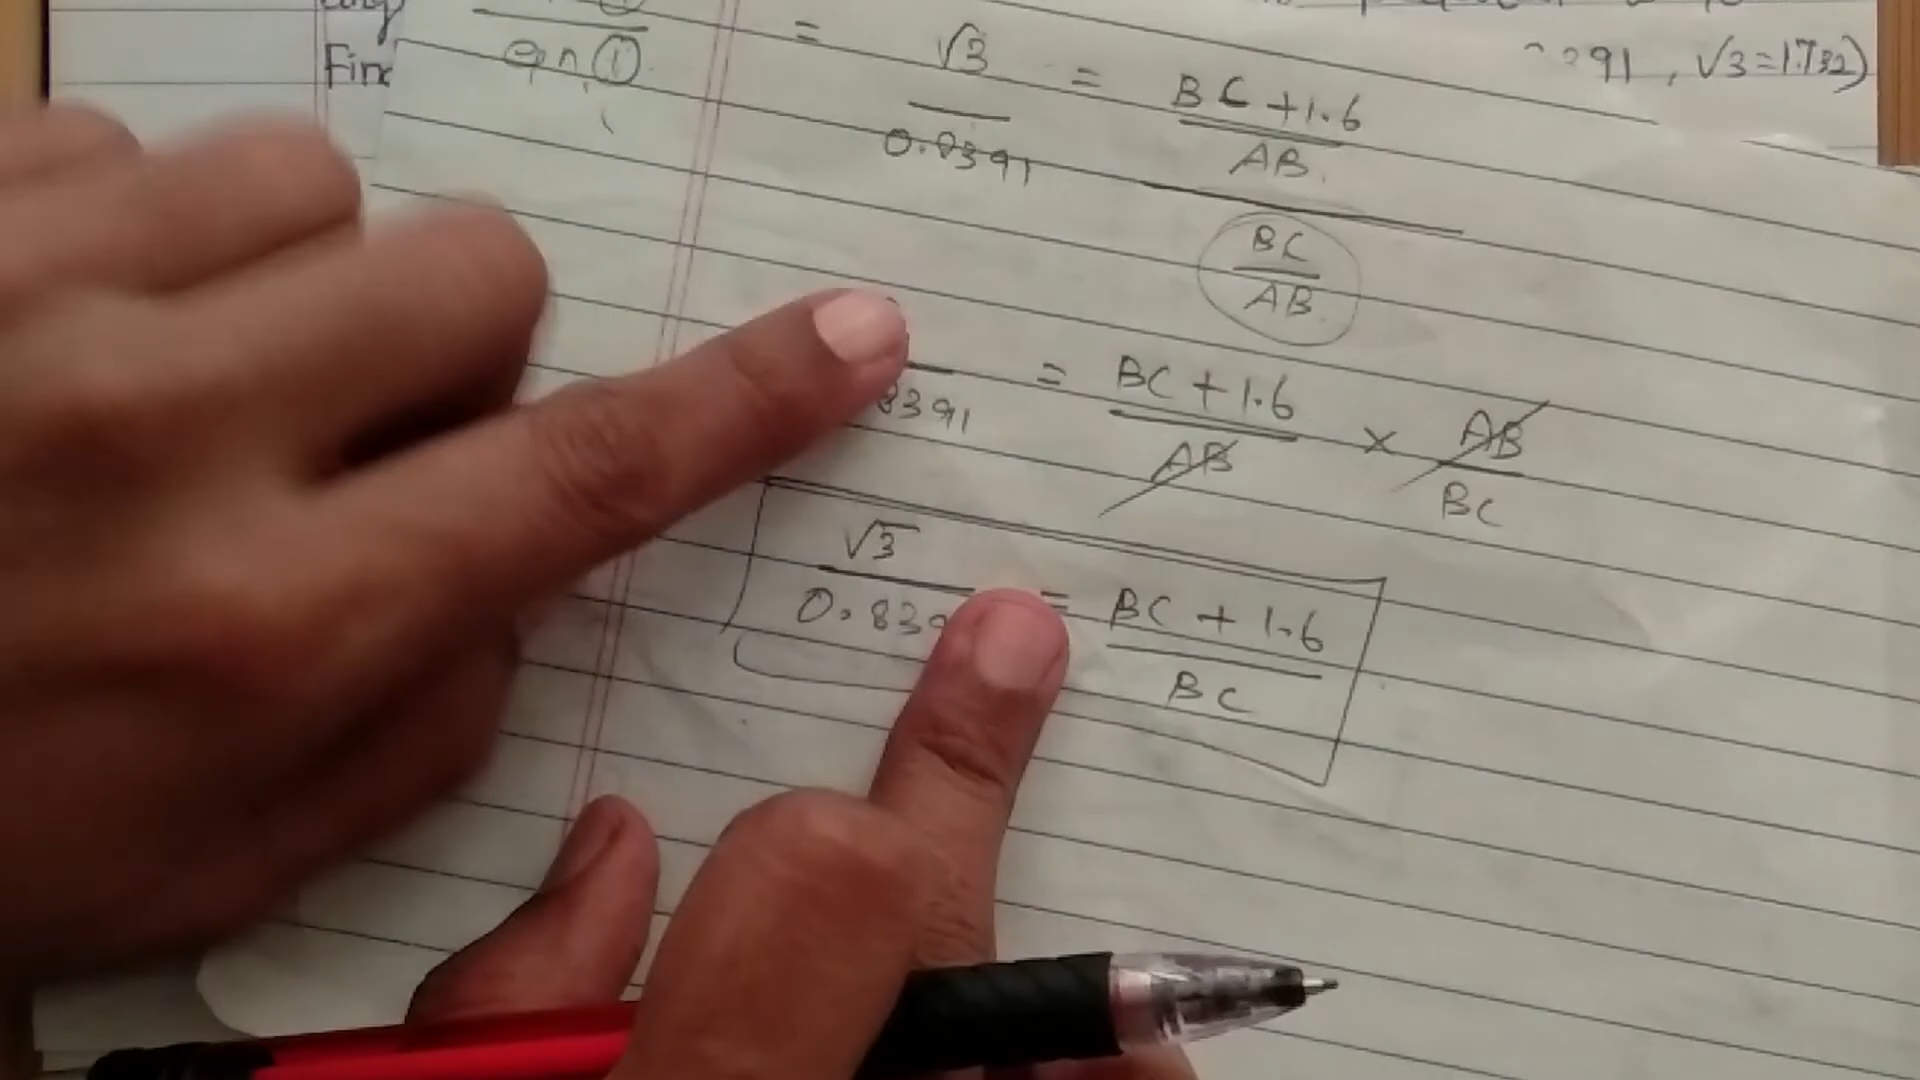 Find
eqn ①
= √3 / 0.8391 = BC + 1.6 / AB
BC / AB
391 , √3 = 1.732)
8391 = BC + 1.6 / AB × AB / BC
√3 / 0.839 = BC + 1.6 / BC